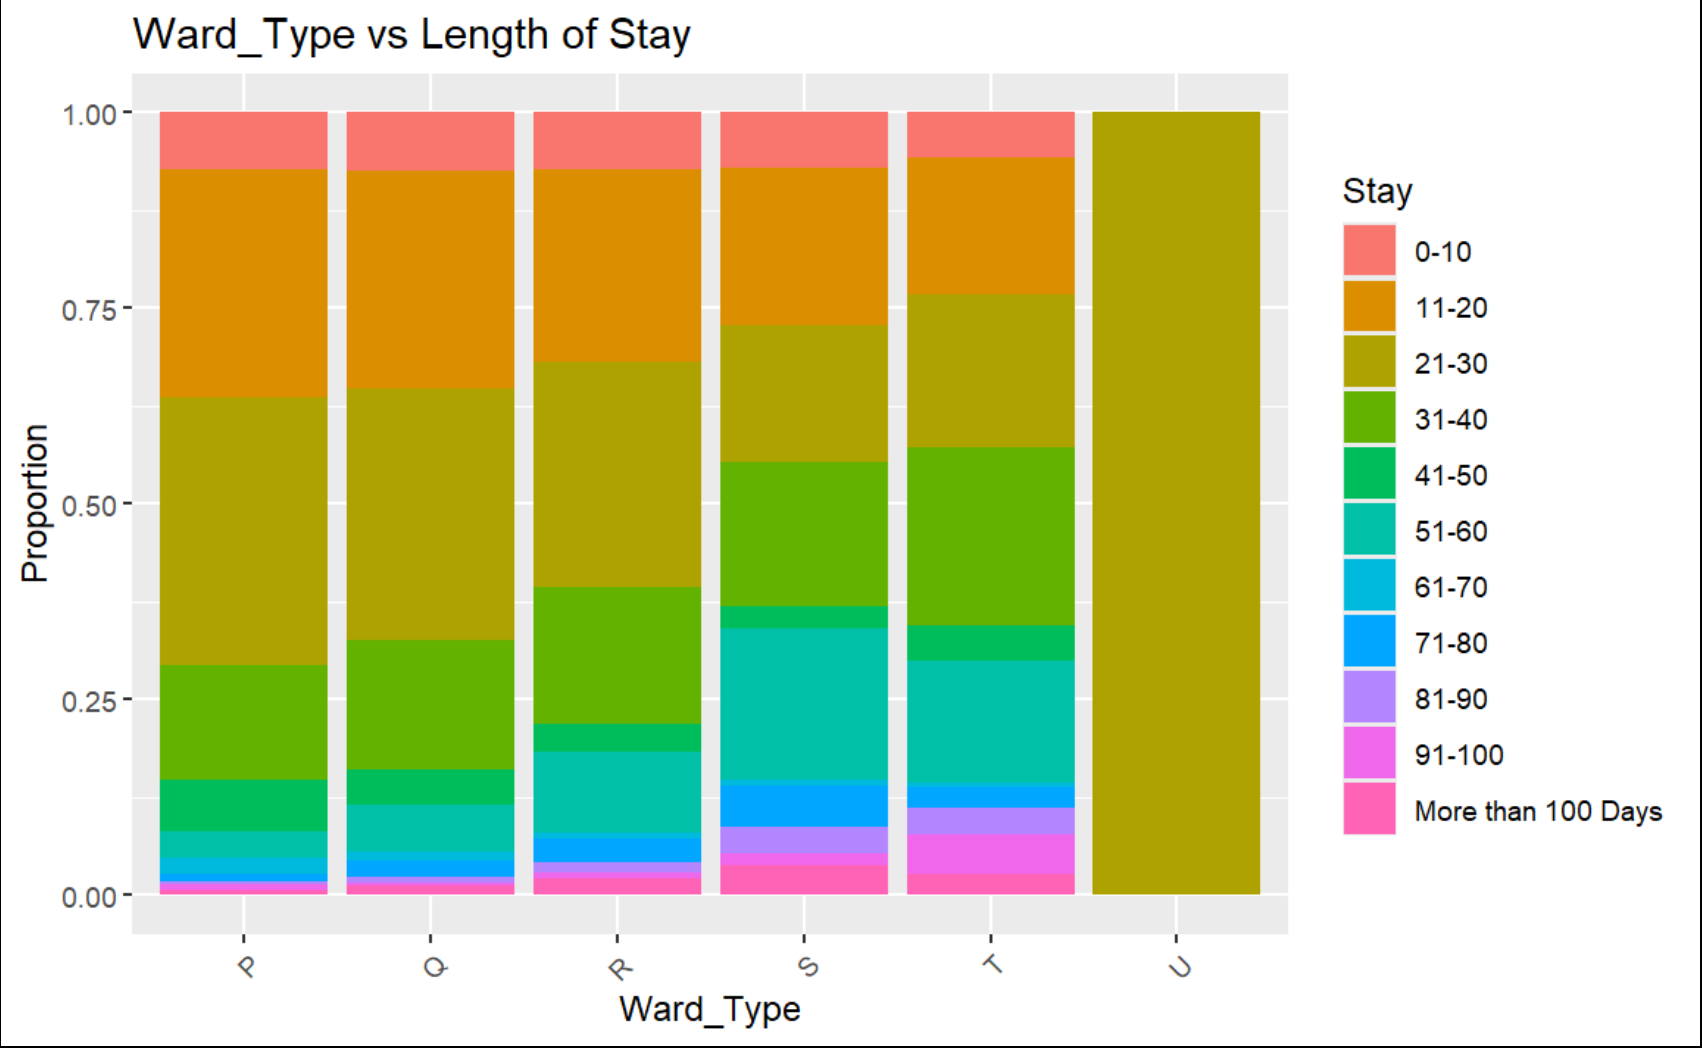 Ward_Type vs Length of Stay
Proportion
1.00
0.75
0.50
0.25
0.00
P
Q
R
S
T
U
Ward_Type
Stay
0-10
11-20
21-30
31-40
41-50
51-60
61-70
71-80
81-90
91-100
More than 100 Days